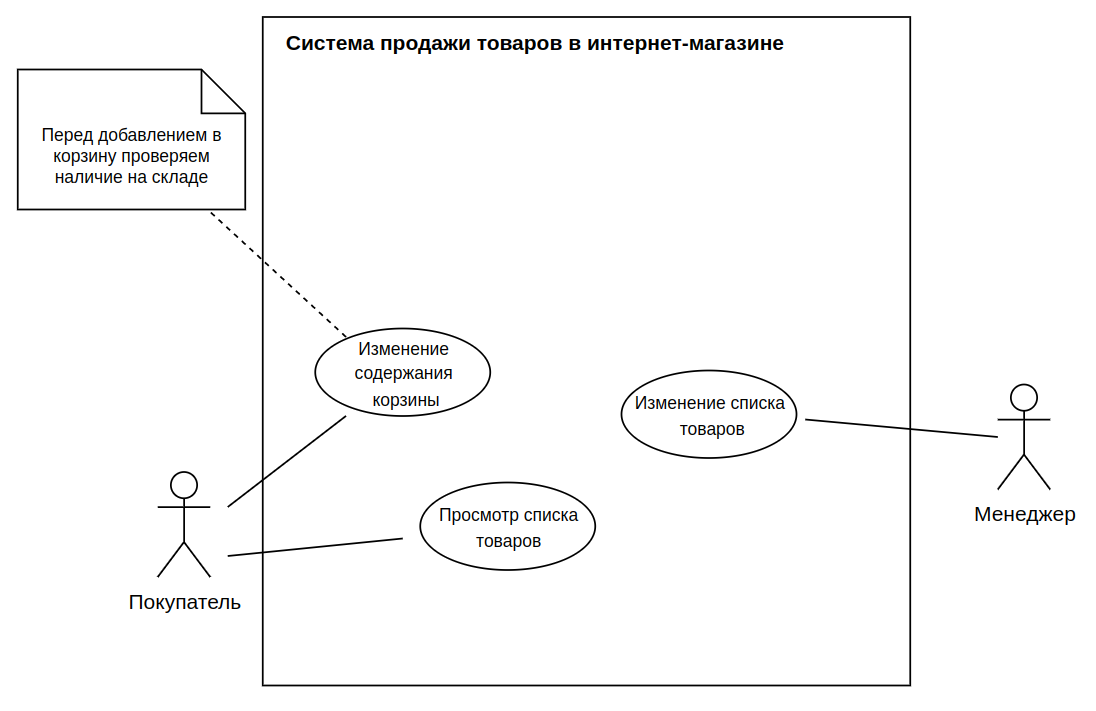 Система продажи товаров в интернет-магазине
Перед добавлением в
корзину проверяем
наличие на складе
Изменение
содержания
корзины
Изменение списка
товаров
Просмотр списка
товаров
Менеджер
Покупатель